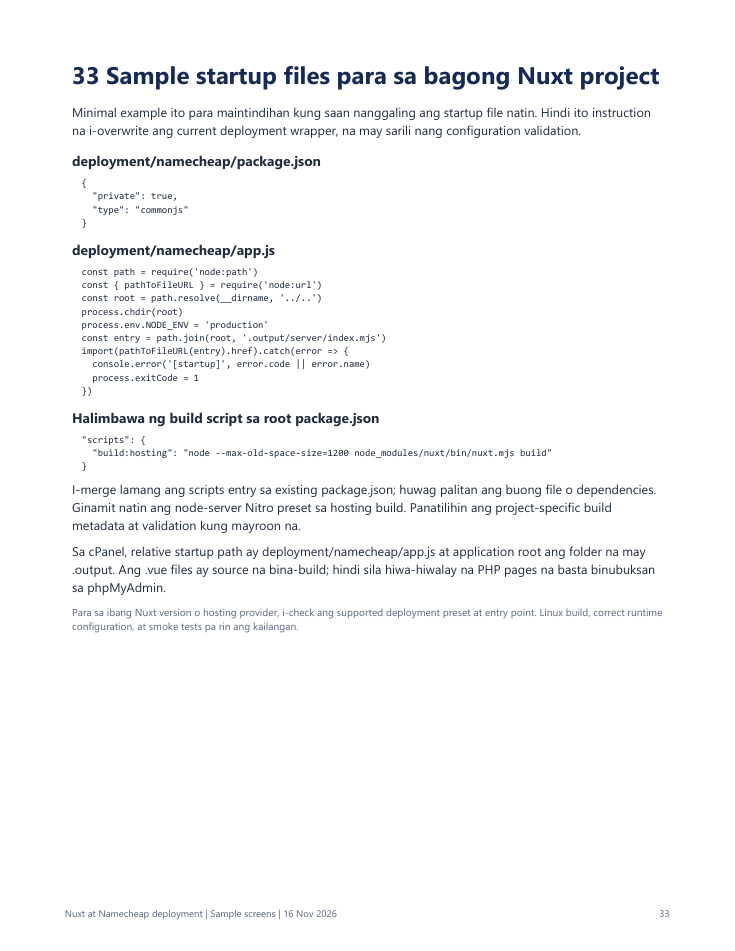 33 Sample startup files para sa bagong Nuxt project
Minimal example ito para maintindihan kung saan nanggaling ang startup file natin. Hindi ito instruction
na i-overwrite ang current deployment wrapper, na may sarili nang configuration validation.
deployment/namecheap/package.json
{
  "private": true,
  "type": "commonjs"
}
deployment/namecheap/app.js
const path = require('node:path')
const { pathToFileURL } = require('node:url')
const root = path.resolve(__dirname, '../..')
process.chdir(root)
process.env.NODE_ENV = 'production'
const entry = path.join(root, '.output/server/index.mjs')
import(pathToFileURL(entry).href).catch(error => {
  console.error('[startup]', error.code || error.name)
  process.exitCode = 1
})
Halimbawa ng build script sa root package.json
"scripts": {
  "build:hosting": "node --max-old-space-size=1200 node_modules/nuxt/bin/nuxt.mjs build"
}
I-merge lamang ang scripts entry sa existing package.json; huwag palitan ang buong file o dependencies.
Ginamit natin ang node-server Nitro preset sa hosting build. Panatilihin ang project-specific build
metadata at validation kung mayroon na.
Sa cPanel, relative startup path ay deployment/namecheap/app.js at application root ang folder na may
.output. Ang .vue files ay source na bina-build; hindi sila hiwa-hiwalay na PHP pages na basta binubuksan
sa phpMyAdmin.
Para sa ibang Nuxt version o hosting provider, i-check ang supported deployment preset at entry point. Linux build, correct runtime
configuration, at smoke tests pa rin ang kailangan.
Nuxt at Namecheap deployment | Sample screens | 16 Nov 2026
33